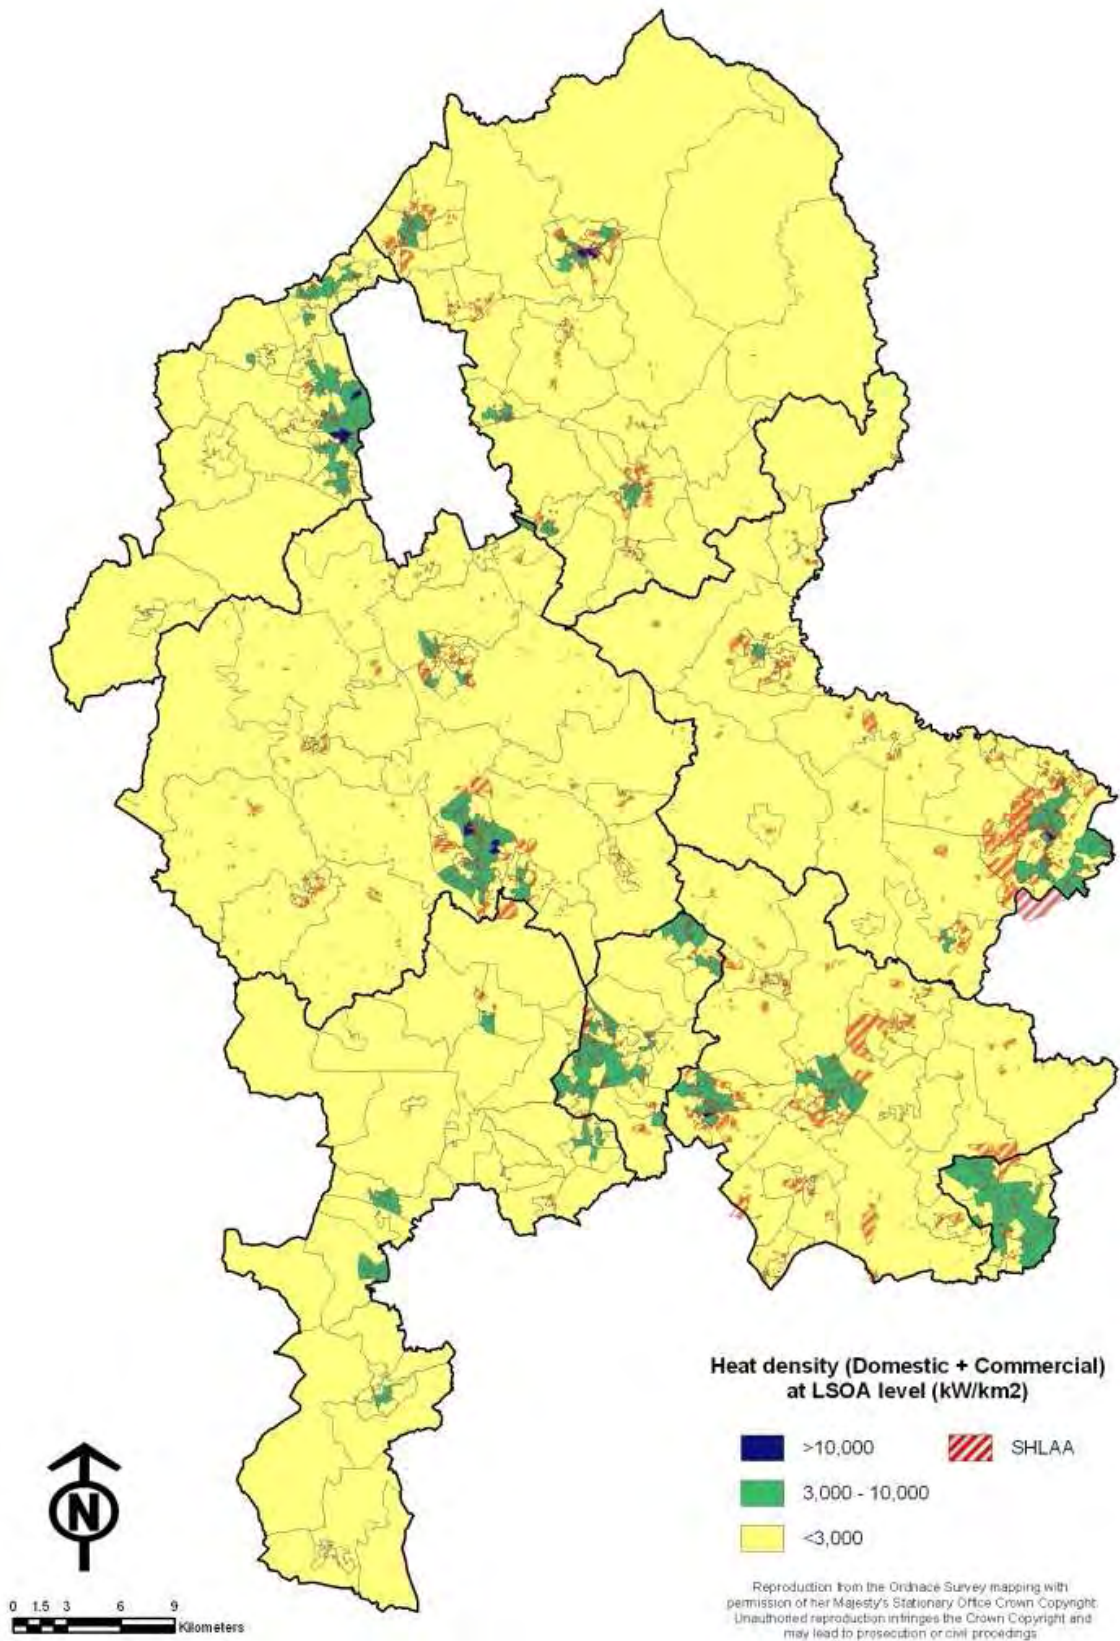 Heat density (Domestic + Commercial)
at LSOA level (kW/km2)
>10,000
SHLAA
3,000 - 10,000
<3,000
N
0 1.5 3 6 9
Kilometers
Reproduction from the Ordnace Survey mapping with
permission of her Majesty's Stationary Office Crown Copyright.
Unauthoried reproduction infringes the Crown Copyright and
may lead to prosecution or civil procedings